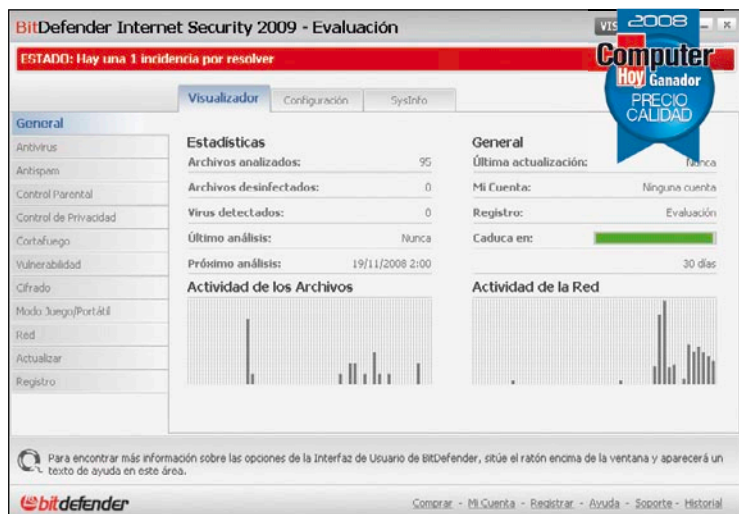 BitDefender Internet Security 2009 - Evaluación
ESTADO: Hay una 1 incidencia por resolver
2008
Computer
Hoy Ganador
PRECIO
CALIDAD
Visualizador
Configuración
SysInfo
General
Antivirus
Antispam
Control Parental
Control de Privacidad
Cortafuego
Vulnerabilidad
Cifrado
Modo Juego/Portátil
Red
Actualizar
Registro
Estadísticas
Archivos analizados: 95
Archivos desinfectados: 0
Virus detectados: 0
Último análisis: Nunca
Próximo análisis: 19/11/2008 2:00
General
Última actualización: Nunca
Mi Cuenta: Ninguna cuenta
Registro: Evaluación
Caduca en:
30 días
Actividad de los Archivos
Actividad de la Red
Para encontrar más información sobre las opciones de la Interfaz de Usuario de BitDefender, sitúe el ratón encima de la ventana y aparecerá un
texto de ayuda en este área.
bitdefender
Comprar - Mi Cuenta - Registrar - Ayuda - Soporte - Historial